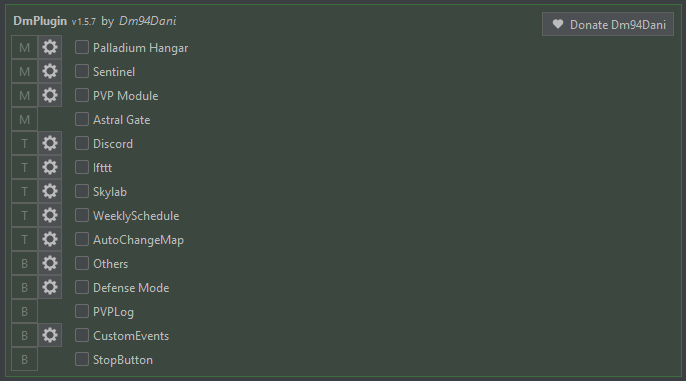 DmPlugin v1.5.7 by Dm94Dani
Donate Dm94Dani
M Palladium Hangar
M Sentinel
M PVP Module
M Astral Gate
T Discord
T Ifttt
T Skylab
T WeeklySchedule
T AutoChangeMap
B Others
B Defense Mode
B PVPLog
B CustomEvents
B StopButton